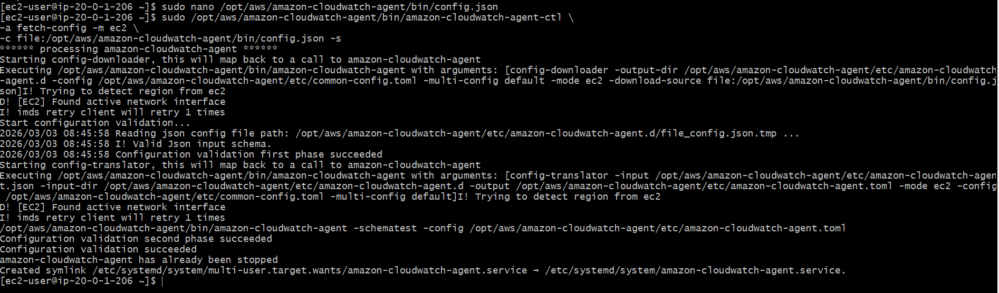 [ec2-user@ip-20-0-1-206 ~]$ sudo nano /opt/aws/amazon-cloudwatch-agent/bin/config.json
[ec2-user@ip-20-0-1-206 ~]$ sudo /opt/aws/amazon-cloudwatch-agent/bin/amazon-cloudwatch-agent-ctl \
-a fetch-config -m ec2 \
-c file:/opt/aws/amazon-cloudwatch-agent/bin/config.json -s
****** processing amazon-cloudwatch-agent ******
Starting config-downloader, this will map back to a call to amazon-cloudwatch-agent
Executing /opt/aws/amazon-cloudwatch-agent/bin/amazon-cloudwatch-agent with arguments: [config-downloader -output-dir /opt/aws/amazon-cloudwatch-agent/etc/amazon-cloudwatch
-agent.d -config /opt/aws/amazon-cloudwatch-agent/etc/common-config.toml -multi-config default -mode ec2 -download-source file:/opt/aws/amazon-cloudwatch-agent/bin/config.j
son]I! Trying to detect region from ec2
D! [EC2] Found active network interface
I! imds retry client will retry 1 times
Start configuration validation...
2026/03/03 08:45:58 Reading json config file path: /opt/aws/amazon-cloudwatch-agent/etc/amazon-cloudwatch-agent.d/file_config.json.tmp ...
2026/03/03 08:45:58 I! Valid Json input schema.
2026/03/03 08:45:58 Configuration validation first phase succeeded
Starting config-translator, this will map back to a call to amazon-cloudwatch-agent
Executing /opt/aws/amazon-cloudwatch-agent/bin/amazon-cloudwatch-agent with arguments: [config-translator -input /opt/aws/amazon-cloudwatch-agent/etc/amazon-cloudwatch-agen
t.json -input-dir /opt/aws/amazon-cloudwatch-agent/etc/amazon-cloudwatch-agent.d -output /opt/aws/amazon-cloudwatch-agent/etc/amazon-cloudwatch-agent.toml -mode ec2 -config
 /opt/aws/amazon-cloudwatch-agent/etc/common-config.toml -multi-config default]I! Trying to detect region from ec2
D! [EC2] Found active network interface
I! imds retry client will retry 1 times
/opt/aws/amazon-cloudwatch-agent/bin/amazon-cloudwatch-agent -schematest -config /opt/aws/amazon-cloudwatch-agent/etc/amazon-cloudwatch-agent.toml
Configuration validation second phase succeeded
Configuration validation succeeded
amazon-cloudwatch-agent has already been stopped
Created symlink /etc/systemd/system/multi-user.target.wants/amazon-cloudwatch-agent.service → /etc/systemd/system/amazon-cloudwatch-agent.service.
[ec2-user@ip-20-0-1-206 ~]$